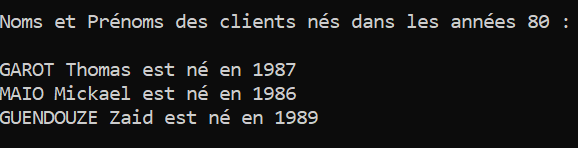 Noms et Prénoms des clients nés dans les années 80 :
GAROT Thomas est né en 1987
MAIO Mickael est né en 1986
GUENDOUZE Zaid est né en 1989